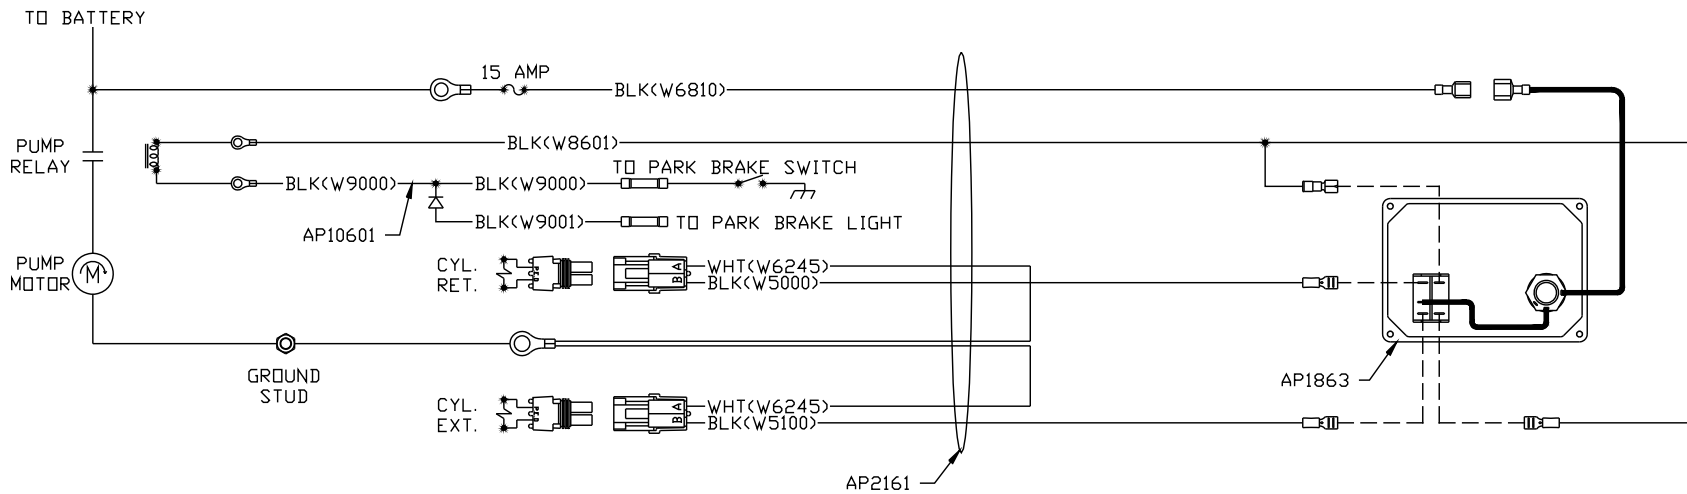 TO BATTERY
15 AMP
BLK(W6810)
PUMP
RELAY
BLK(W8601)
TO PARK BRAKE SWITCH
BLK(W9000)
BLK(W9000)
BLK(W9001)
TO PARK BRAKE LIGHT
AP10601
PUMP
MOTOR
M
CYL.
RET.
A
B
WHT(W6245)
BLK(W5000)
GROUND
STUD
AP1863
CYL.
EXT.
A
B
WHT(W6245)
BLK(W5100)
AP2161